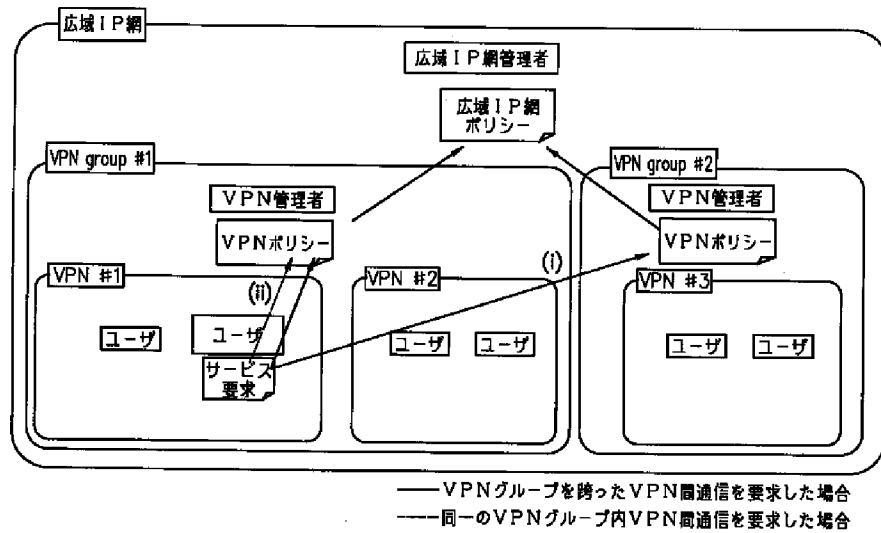 広域IP網
広域IP網管理者
広域IP網
ポリシー
VPN group #1
VPN group #2
VPN管理者
VPN管理者
VPNポリシー
VPNポリシー
(i)
VPN #1
(ii)
VPN #2
VPN #3
ユーザ
ユーザ
ユーザ
ユーザ
ユーザ
ユーザ
サービス
要求
VPNグループを跨ったVPN間通信を要求した場合
同一のVPNグループ内VPN間通信を要求した場合